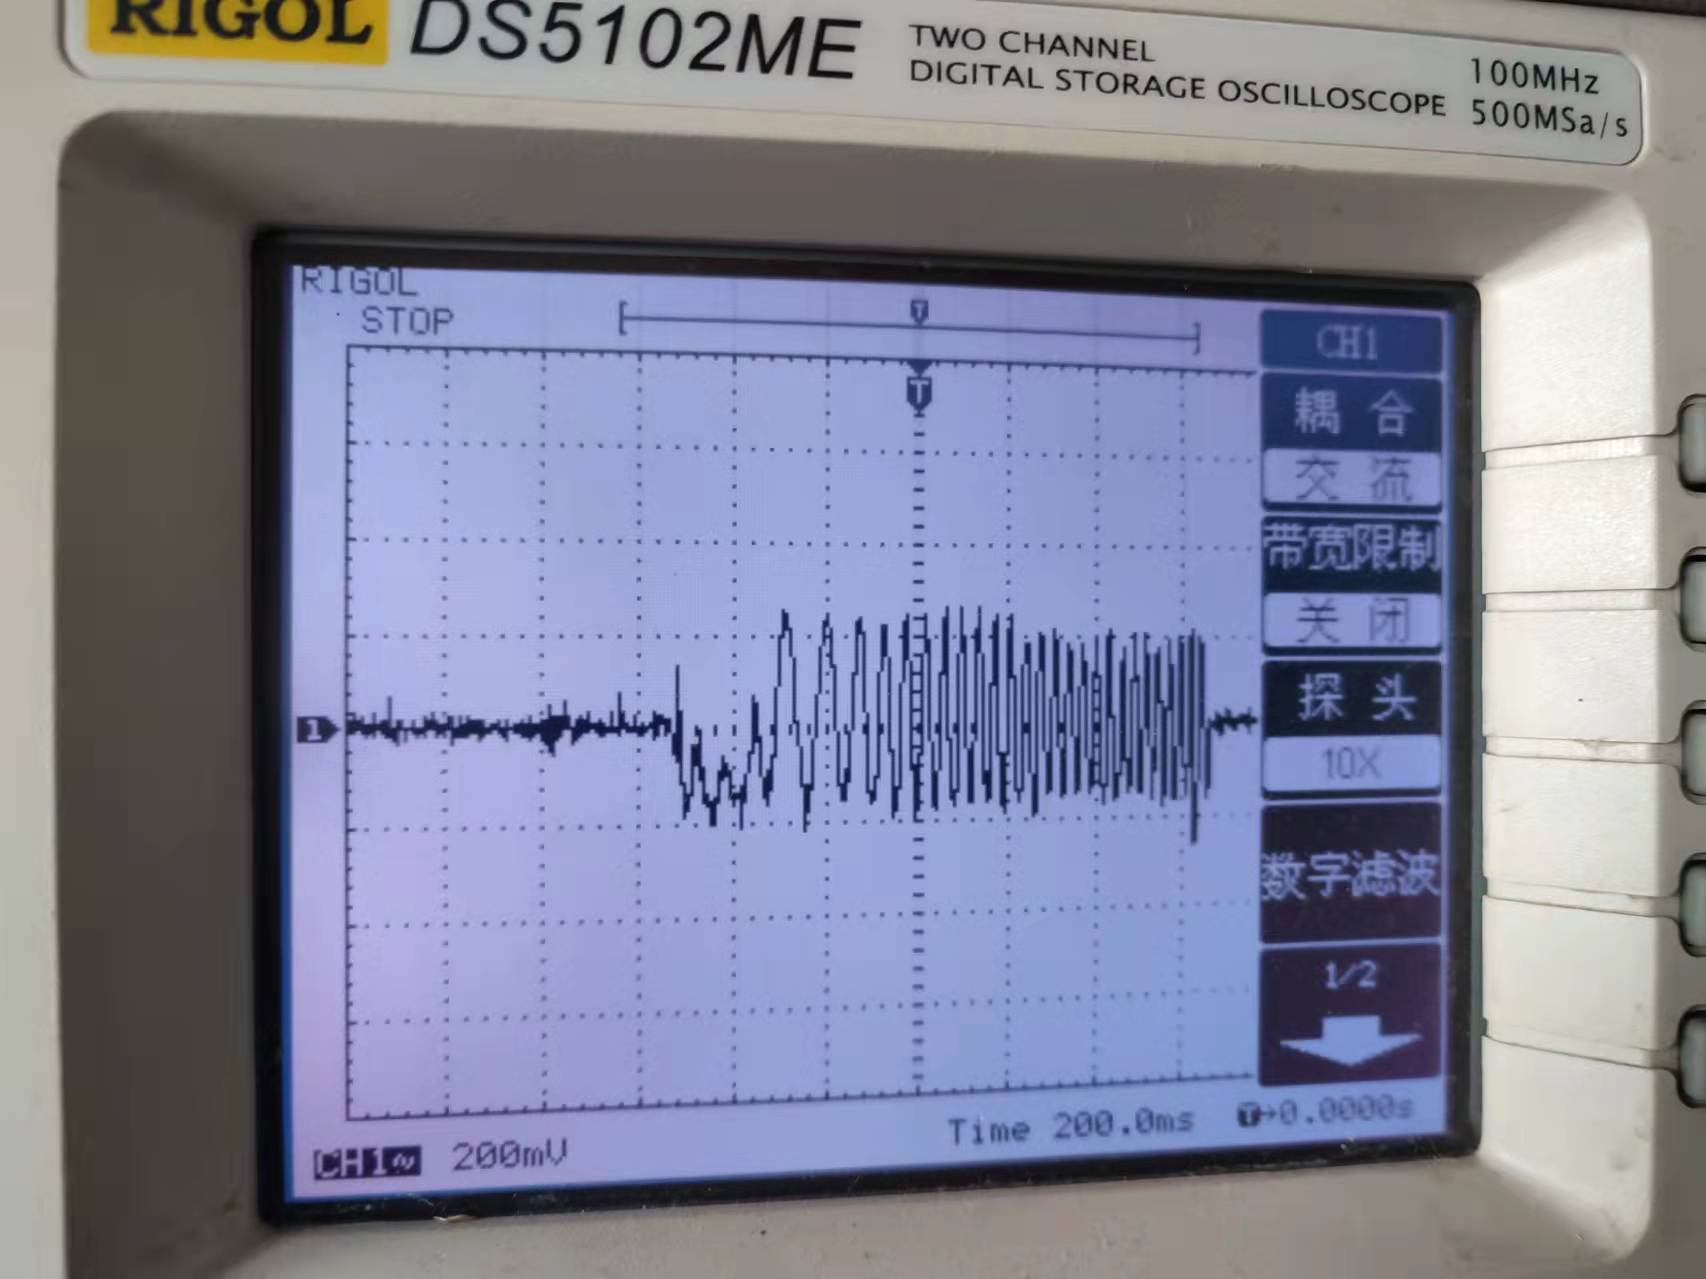 RIGOL DS5102ME TWO CHANNEL
DIGITAL STORAGE OSCILLOSCOPE
100MHz
500MSa/s
RIGOL
STOP
T
T
CH1
耦 合
交 流
带宽限制
关 闭
探 头
10X
数字滤波
1/2
1
CH1 200mV
Time 200.0ms
T→0.0000s